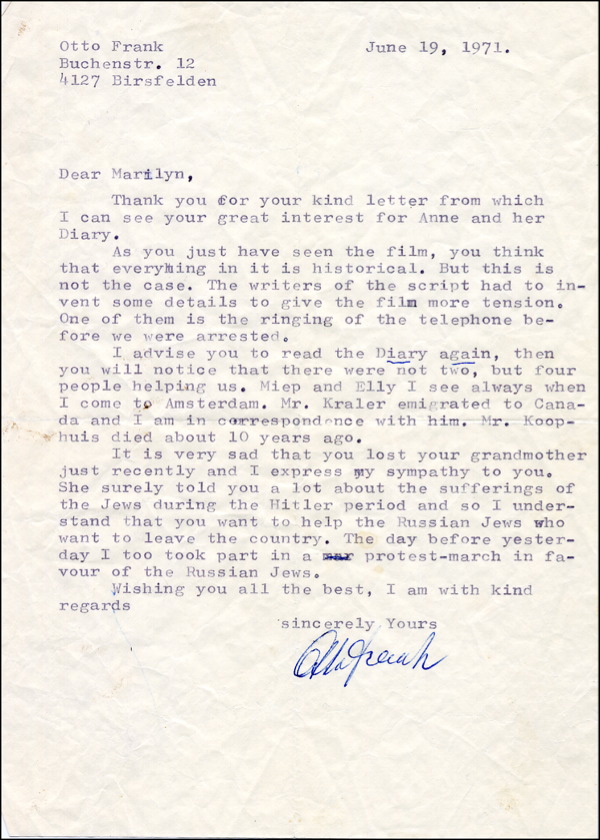 Otto Frank June 19, 1971.
Buchenstr. 12
4127 Birsfelden
Dear Marilyn,
Thank you for your kind letter from which
I can see your great interest for Anne and her
Diary.
As you just have seen the film, you think
that everything in it is historical. But this is
not the case. The writers of the script had to in-
vent some details to give the film more tension.
One of them is the ringing of the telephone be-
fore we were arrested.
I advise you to read the Diary again, then
you will notice that there were not two, but four
people helping us. Miep and Elly I see always when
I come to Amsterdam. Mr. Kraler emigrated to Cana-
da and I am in correspondence with him. Mr. Koop-
huis died about 10 years ago.
It is very sad that you lost your grandmother
just recently and I express my sympathy to you.
She surely told you a lot about the sufferings of
the Jews during the Hitler period and so I under-
stand that you want to help the Russian Jews who
want to leave the country. The day before yester-
day I too took part in a protest-march in fa-
vour of the Russian Jews.
Wishing you all the best, I am with kind
regards
sincerely Yours
Otto Frank